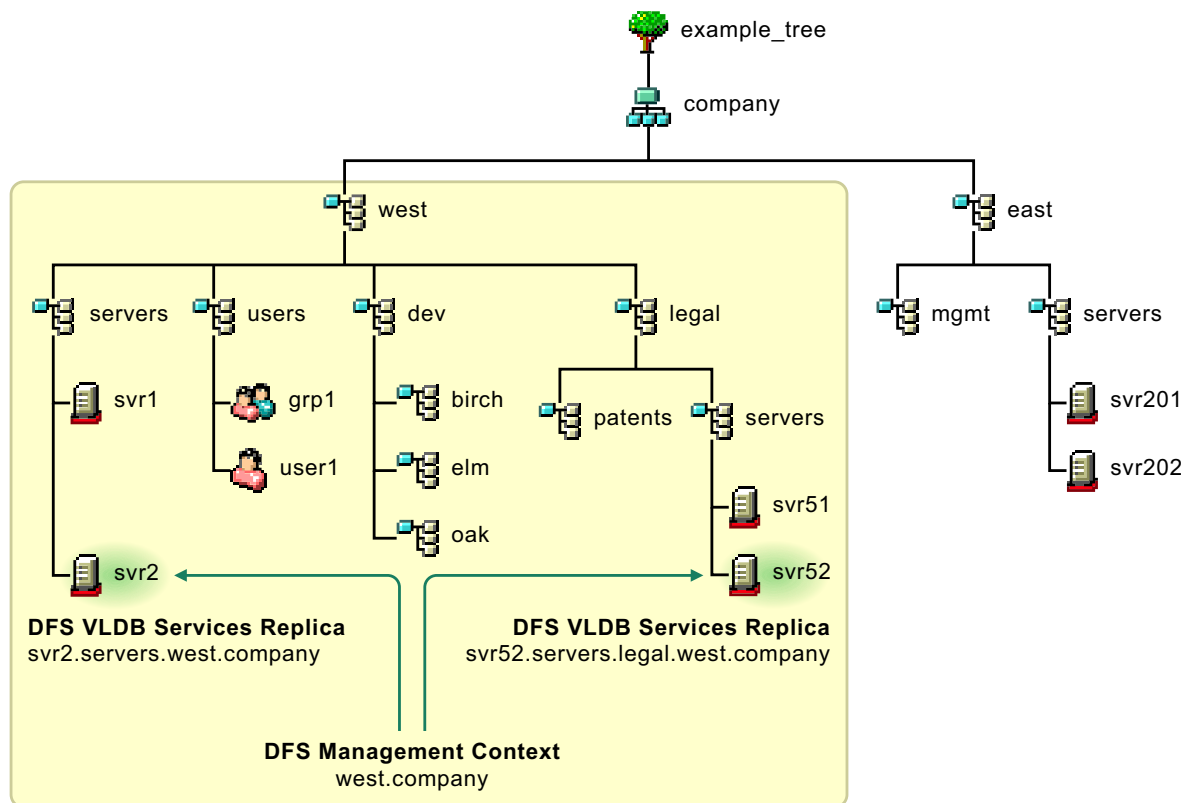 example_tree
company
west
east
servers
users
dev
legal
mgmt
servers
svr1
grp1
birch
patents
servers
svr201
user1
elm
svr202
svr51
oak
svr2
svr52
DFS VLDB Services Replica
svr2.servers.west.company
DFS VLDB Services Replica
svr52.servers.legal.west.company
DFS Management Context
west.company